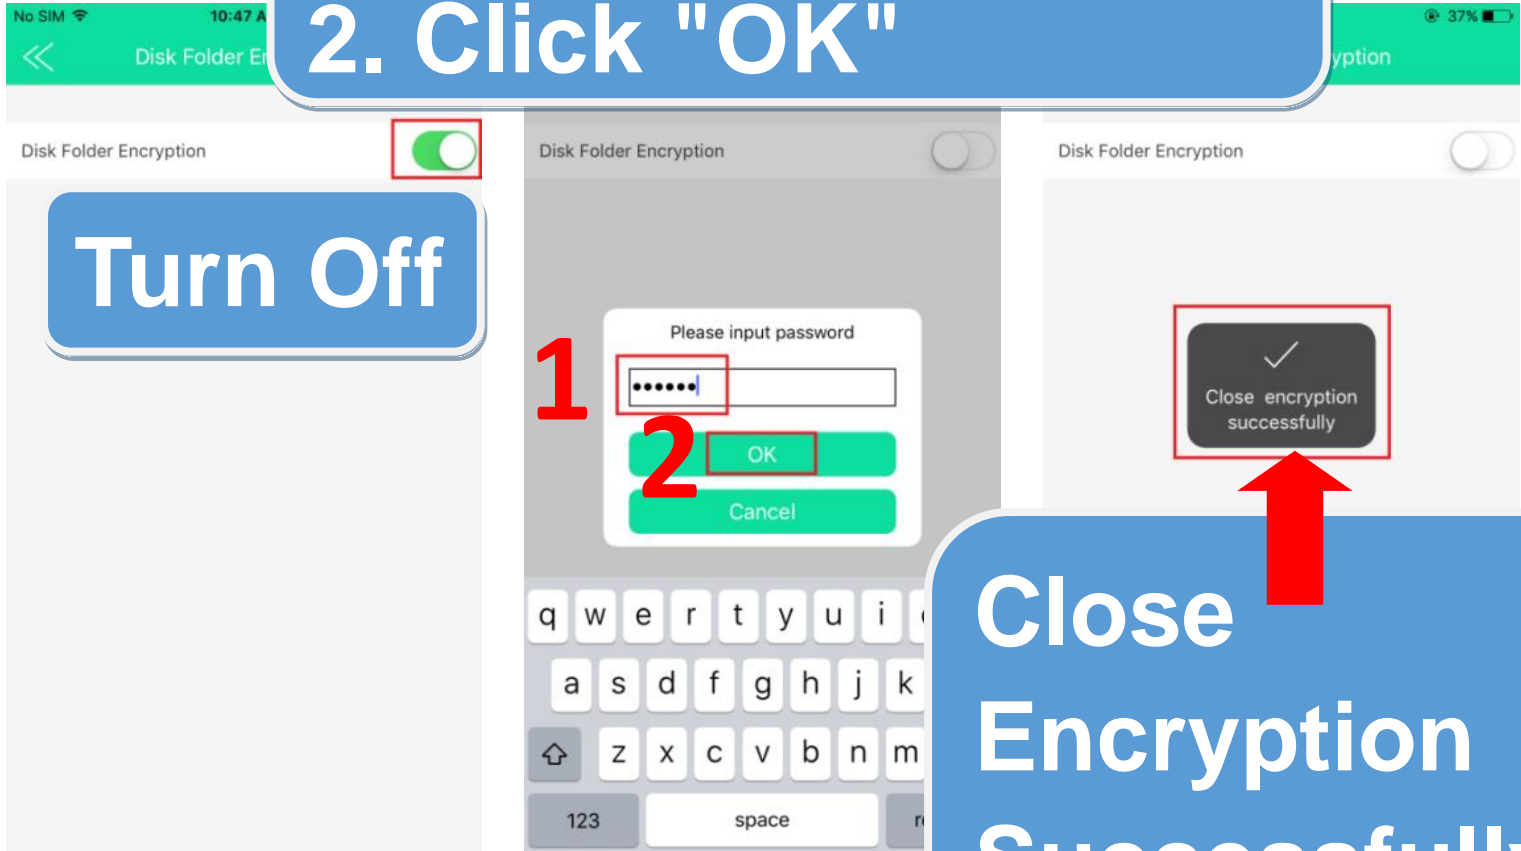 No SIM
10:47 A
2. Click "OK"
37%
Disk Folder
Disk Folder Encryption
Turn Off
Disk Folder Encryption
Please input password
1
••••••
2
OK
Cancel
q w e r t y u i
a s d f g h j k
z x c v b n m
123 space
Disk Folder Encryption
Close encryption
successfully
Close
Encryption
Successfully